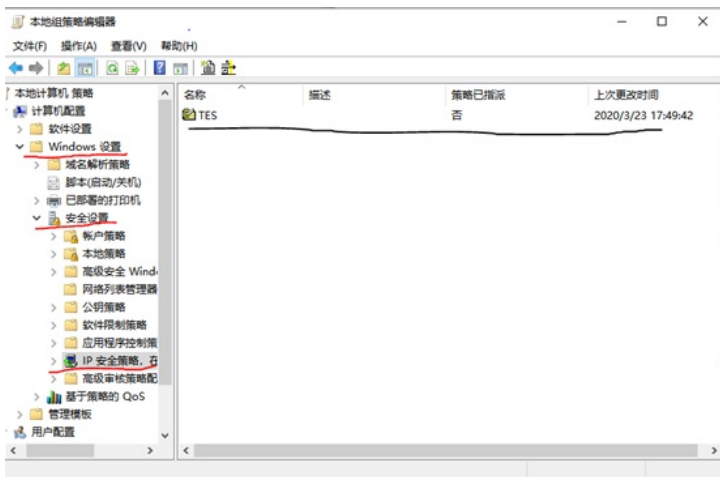 本地组策略编辑器
文件(F) 操作(A) 查看(V) 帮助(H)
本地计算机 策略
计算机配置
软件设置
Windows 设置
域名解析策略
脚本(启动/关机)
已部署的打印机
安全设置
帐户策略
本地策略
高级安全 Wind
网络列表管理器
公钥策略
软件限制策略
应用程序控制策
IP 安全策略，在
高级审核策略配
基于策略的 QoS
管理模板
用户配置
名称 描述 策略已指派 上次更改时间
TES 否 2020/3/23 17:49:42